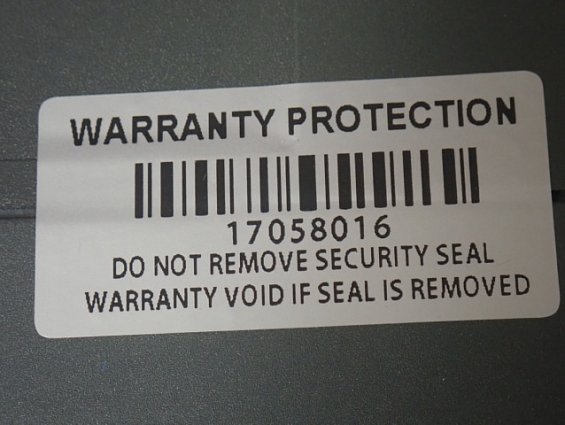 WARRANTY PROTECTION
17058016
DO NOT REMOVE SECURITY SEAL
WARRANTY VOID IF SEAL IS REMOVED